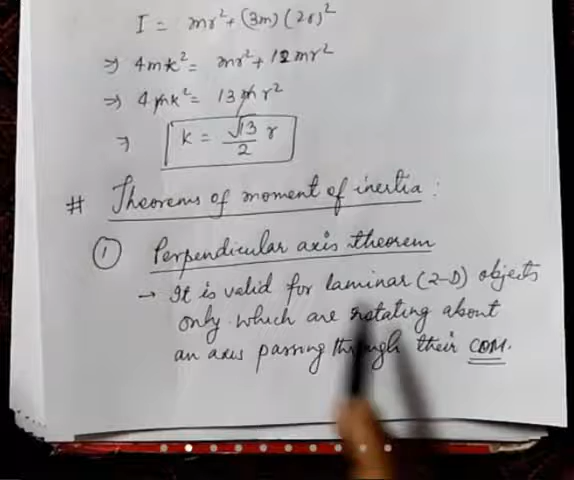 I = mr² + (3m)(2r)²
⇒ 4mk² = mr² + 12mr²
⇒ 4mk² = 13mr²
⇒ k = √13/2 r
# Theorems of moment of inertia :
① Perpendicular axis theorem
→ It is valid for laminar (2-D) objects
only which are rotating about
an axis passing through their COM.